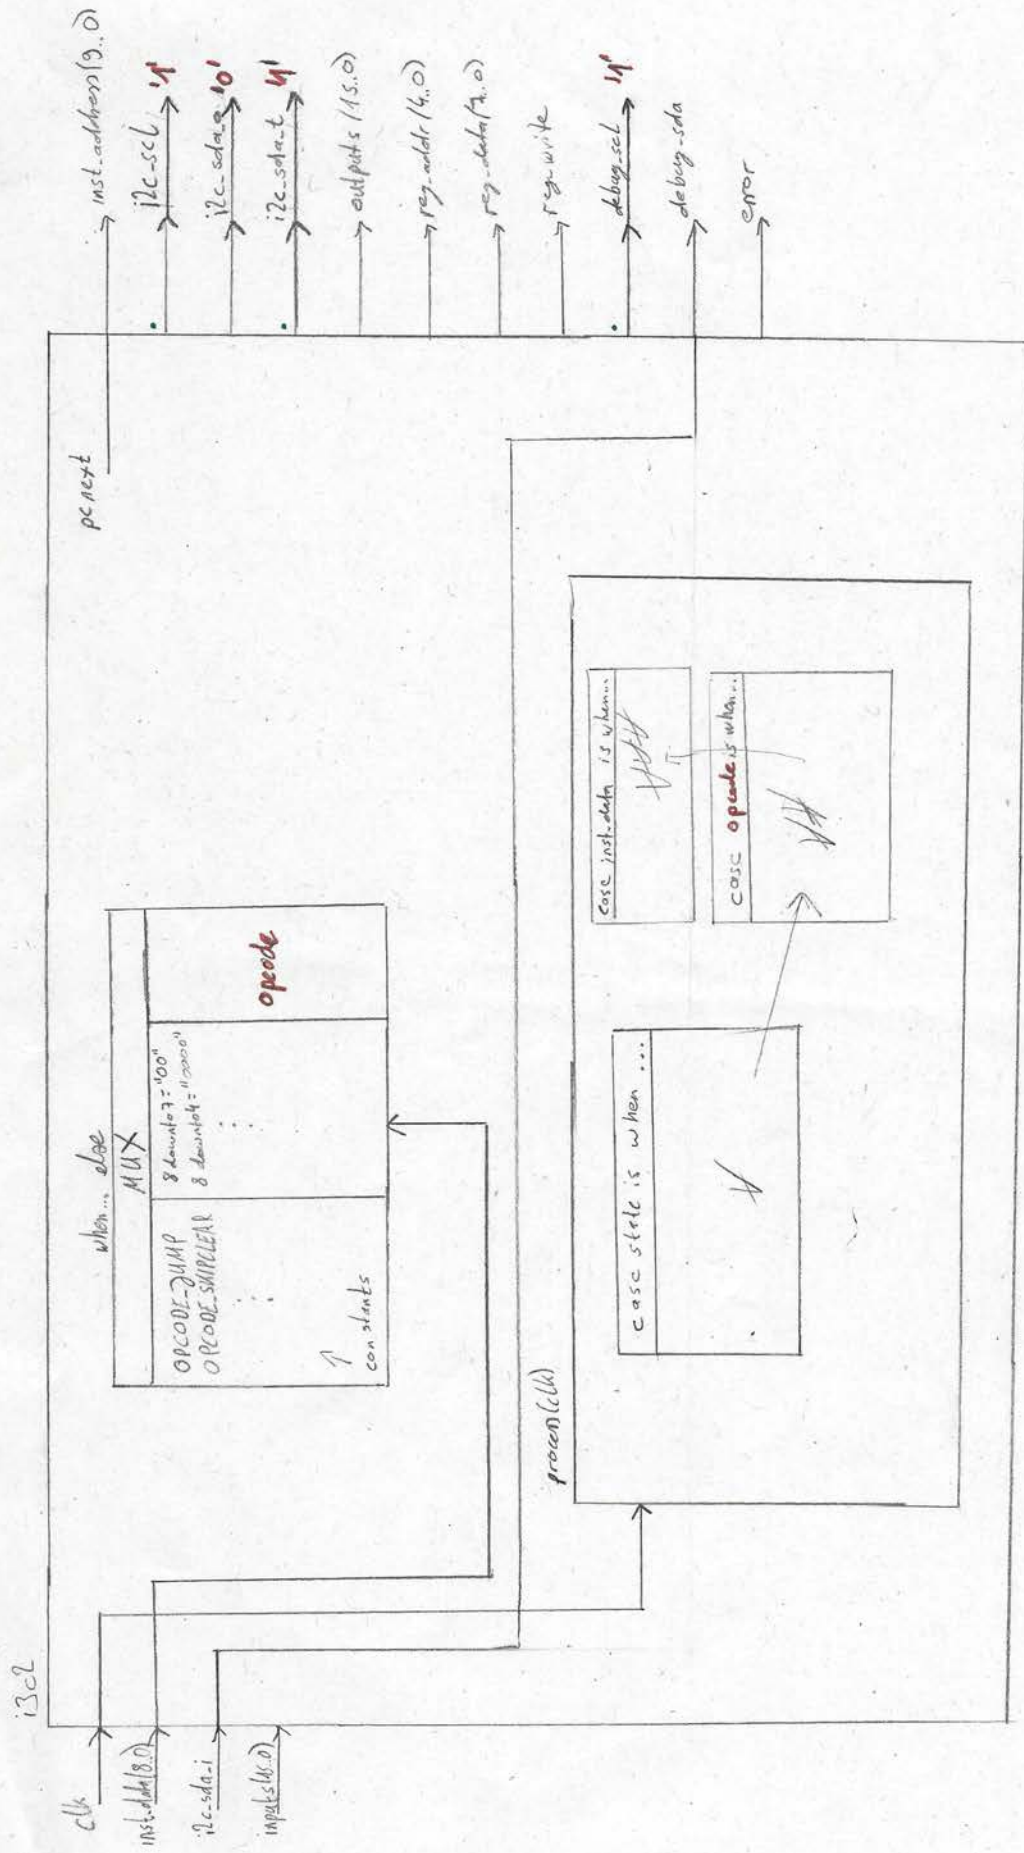 i3c2
clk
inst_data(8..0)
i2c_sda_i
inputs(15..0)
when... else
MUX
OPCODE_JUMP
OPCODE_SKIPCLEAR
:
↑
constants
8 downto 7 = "00"
8 downto 4 = "0000"
:
opcode
process(clk)
case state is when ...
case inst_data is when...
case opcode is when...
pcnext
inst_address(9..0)
i2c_scl '1'
i2c_sda_o '0'
i2c_sda_t '1'
outputs(15..0)
reg_addr(4..0)
reg_data(7..0)
reg_write
debug_scl '1'
debug_sda
error